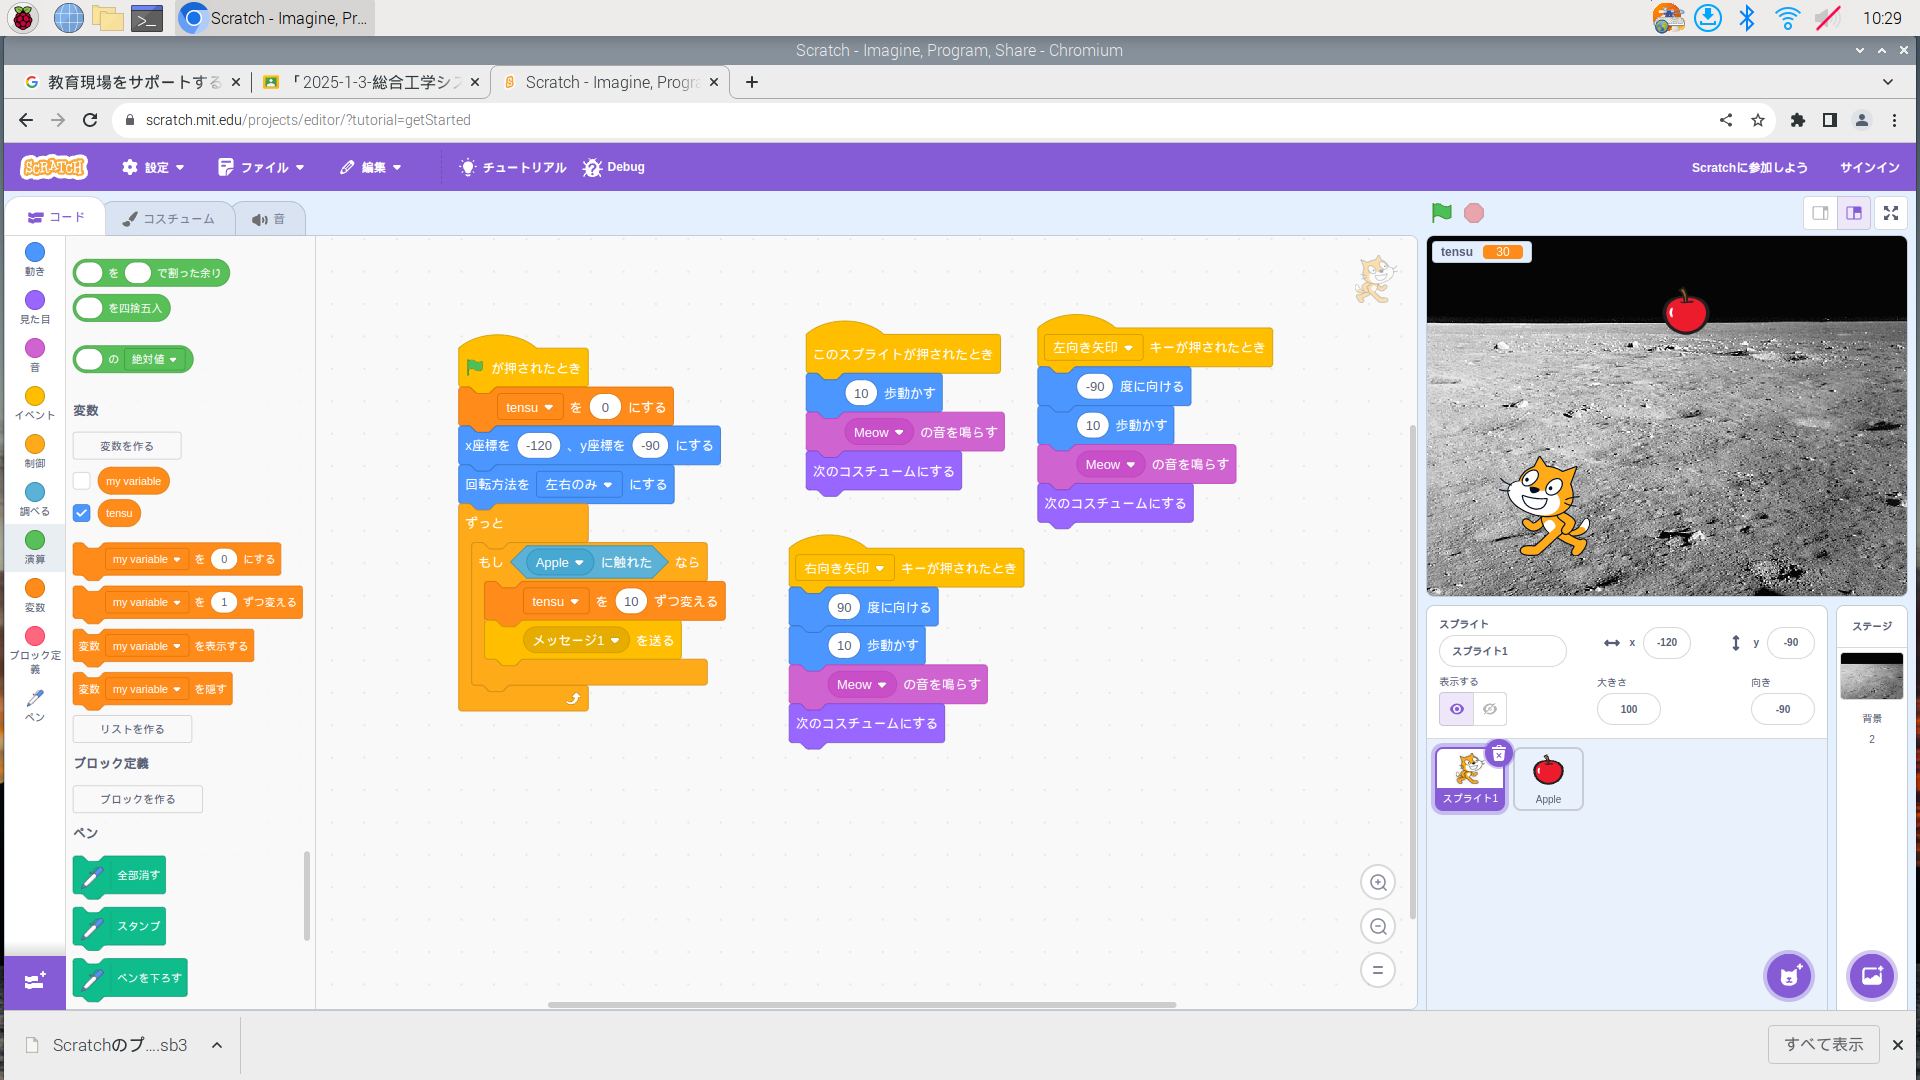 Scratch - Imagine, Pr...
10:29
Scratch - Imagine, Program, Share - Chromium
教育現場をサポートする
「2025-1-3-総合工学シス
Scratch - Imagine, Progra
scratch.mit.edu/projects/editor/?tutorial=getStarted
SCRATCH
設定
ファイル
編集
チュートリアル
Debug
Scratchに参加しよう
サインイン
コード
コスチューム
音
動き
見た目
音
イベント
制御
調べる
演算
変数
ブロック定義
ペン
を で割った余り
を四捨五入
の 絶対値
変数
変数を作る
my variable
tensu
my variable を 0 にする
my variable を 1 ずつ変える
変数 my variable を表示する
変数 my variable を隠す
リストを作る
ブロック定義
ブロックを作る
ペン
全部消す
スタンプ
ペンを下ろす
が押されたとき
tensu を 0 にする
x座標を -120 、y座標を -90 にする
回転方法を 左右のみ にする
ずっと
もし Apple に触れた なら
tensu を 10 ずつ変える
メッセージ1 を送る
このスプライトが押されたとき
10 歩動かす
Meow の音を鳴らす
次のコスチュームにする
左向き矢印 キーが押されたとき
-90 度に向ける
10 歩動かす
Meow の音を鳴らす
次のコスチュームにする
右向き矢印 キーが押されたとき
90 度に向ける
10 歩動かす
Meow の音を鳴らす
次のコスチュームにする
tensu 30
スプライト
スプライト1
x -120
y -90
表示する
大きさ
100
向き
-90
スプライト1
Apple
ステージ
背景
2
Scratchのプ....sb3
すべて表示